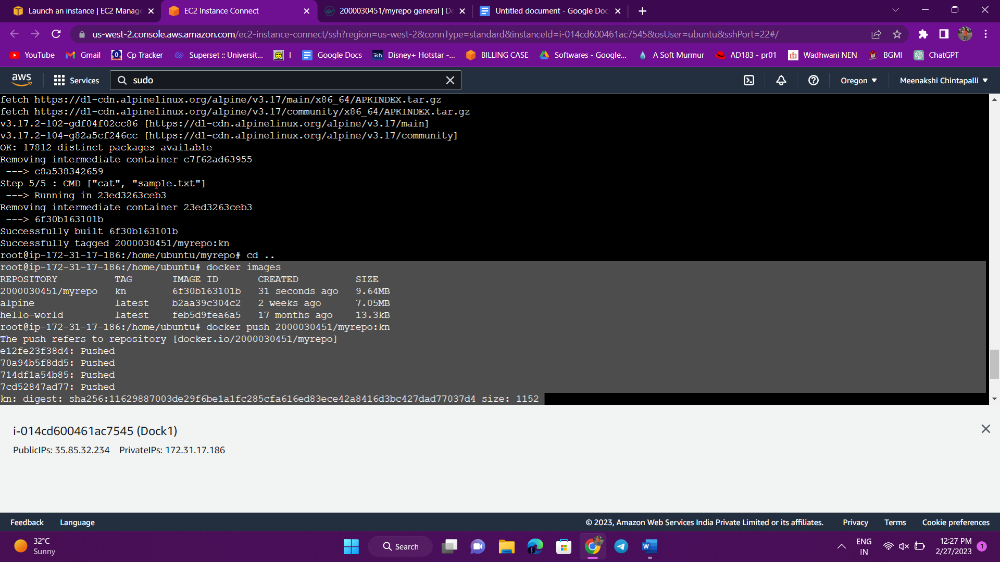 Launch an instance | EC2 Manage
EC2 Instance Connect
2000030451/myrepo general | Do
Untitled document - Google Doc
us-west-2.console.aws.amazon.com/ec2-instance-connect/ssh?region=us-west-2&connType=standard&instanceId=i-014cd600461ac7545&osUser=ubuntu&sshPort=22#/
YouTube
Gmail
Cp Tracker
Superset :: Universit...
I
Google Docs
Disney+ Hotstar -...
BILLING CASE
Softwares - Google...
A Soft Murmur
AD183 - pr01
Wadhwani NEN
BGMI
ChatGPT
aws
Services
sudo
Oregon
Meenakshi Chintapalli
fetch https://dl-cdn.alpinelinux.org/alpine/v3.17/main/x86_64/APKINDEX.tar.gz
fetch https://dl-cdn.alpinelinux.org/alpine/v3.17/community/x86_64/APKINDEX.tar.gz
v3.17.2-102-gdf04f02cc86 [https://dl-cdn.alpinelinux.org/alpine/v3.17/main]
v3.17.2-104-g82a5cf246cc [https://dl-cdn.alpinelinux.org/alpine/v3.17/community]
OK: 17812 distinct packages available
Removing intermediate container c7f62ad63955
 ---> c8a538342659
Step 5/5 : CMD ["cat", "sample.txt"]
 ---> Running in 23ed3263ceb3
Removing intermediate container 23ed3263ceb3
 ---> 6f30b163101b
Successfully built 6f30b163101b
Successfully tagged 2000030451/myrepo:kn
root@ip-172-31-17-186:/home/ubuntu/myrepo# cd ..
root@ip-172-31-17-186:/home/ubuntu# docker images
REPOSITORY          TAG       IMAGE ID       CREATED          SIZE
2000030451/myrepo   kn        6f30b163101b   31 seconds ago   9.64MB
alpine              latest    b2aa39c304c2   2 weeks ago      7.05MB
hello-world         latest    feb5d9fea6a5   17 months ago    13.3kB
root@ip-172-31-17-186:/home/ubuntu# docker push 2000030451/myrepo:kn
The push refers to repository [docker.io/2000030451/myrepo]
e12fe23f38d4: Pushed
70a94b5f8dd5: Pushed
714df1a54b85: Pushed
7cd52847ad77: Pushed
kn: digest: sha256:11629887003de29f6be1a1fc285cfa616ed83ece42a8416d3bc427dad77037d4 size: 1152
i-014cd600461ac7545 (Dock1)
PublicIPs: 35.85.32.234 PrivateIPs: 172.31.17.186
Feedback
Language
© 2023, Amazon Web Services India Private Limited or its affiliates.
Privacy
Terms
Cookie preferences
32°C
Sunny
Search
ENG
IN
12:27 PM
2/27/2023
1